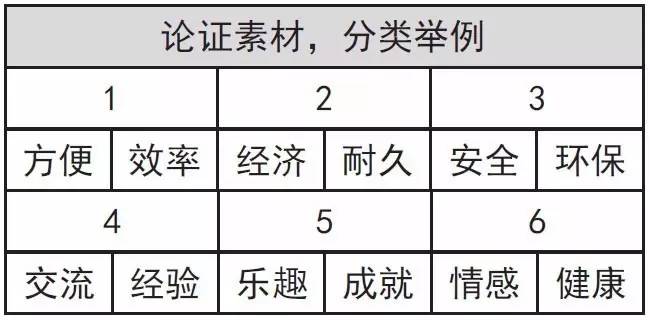 论证素材，分类举例
1 2 3
方便 效率 经济 耐久 安全 环保
4 5 6
交流 经验 乐趣 成就 情感 健康